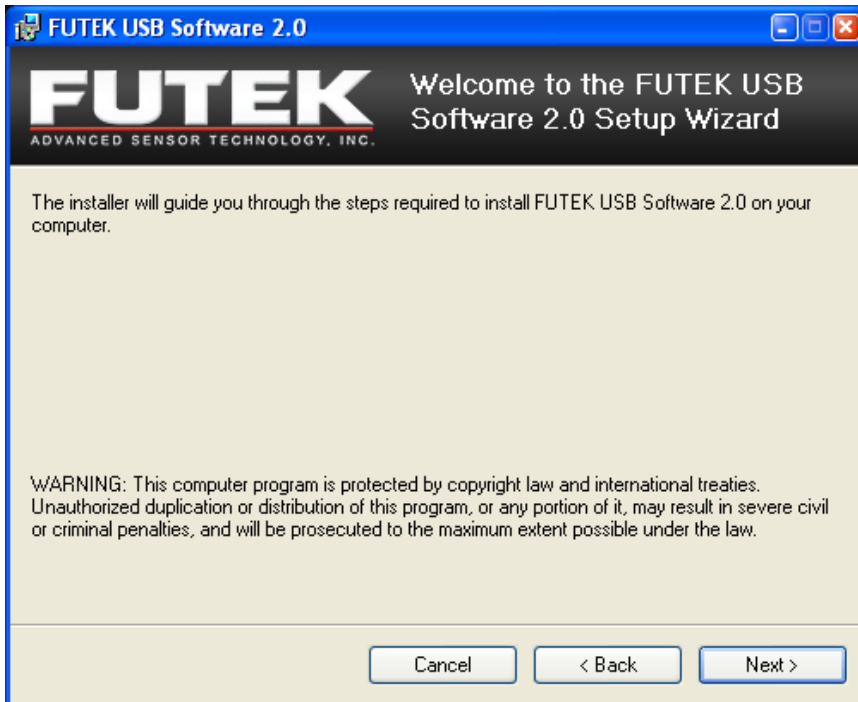 FUTEK USB Software 2.0
FUTEK
ADVANCED SENSOR TECHNOLOGY, INC.
Welcome to the FUTEK USB
Software 2.0 Setup Wizard
The installer will guide you through the steps required to install FUTEK USB Software 2.0 on your
computer.
WARNING: This computer program is protected by copyright law and international treaties.
Unauthorized duplication or distribution of this program, or any portion of it, may result in severe civil
or criminal penalties, and will be prosecuted to the maximum extent possible under the law.
Cancel
< Back
Next >